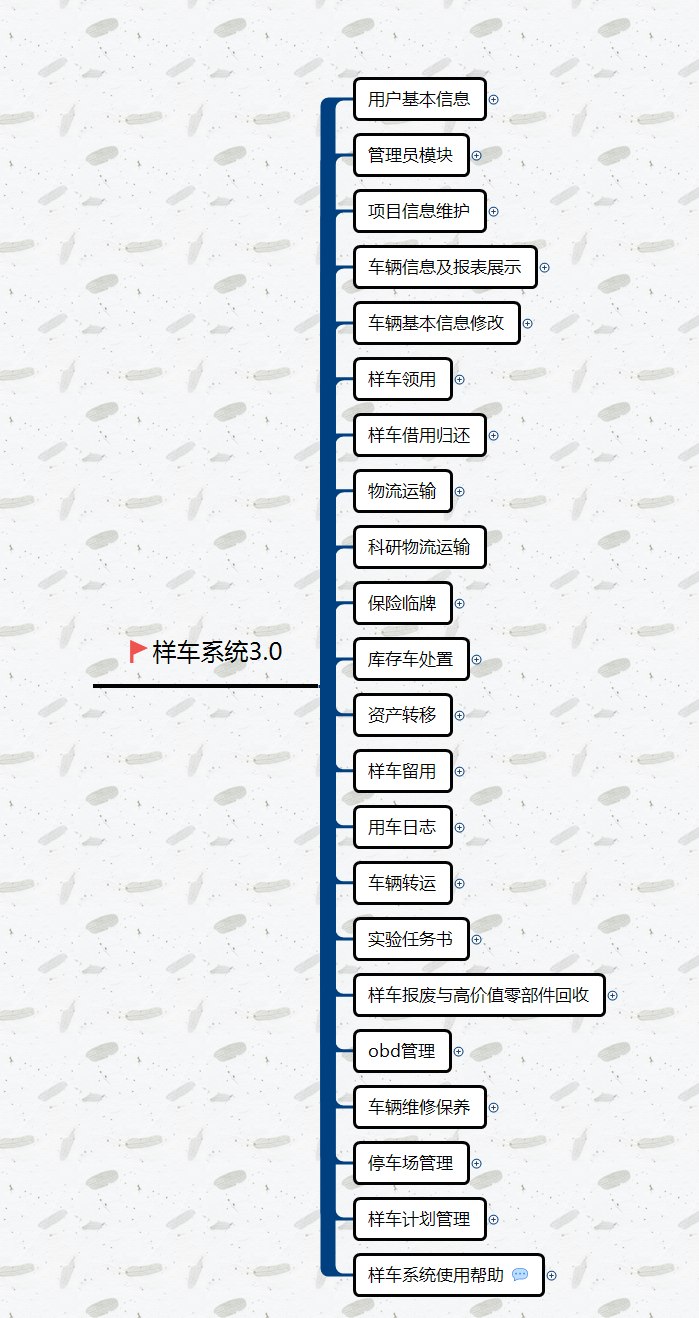 用户基本信息
管理员模块
项目信息维护
车辆信息及报表展示
车辆基本信息修改
样车领用
样车借用归还
物流运输
科研物流运输
保险临牌
样车系统3.0
库存车处置
资产转移
样车留用
用车日志
车辆转运
实验任务书
样车报废与高价值零部件回收
obd管理
车辆维修保养
停车场管理
样车计划管理
样车系统使用帮助